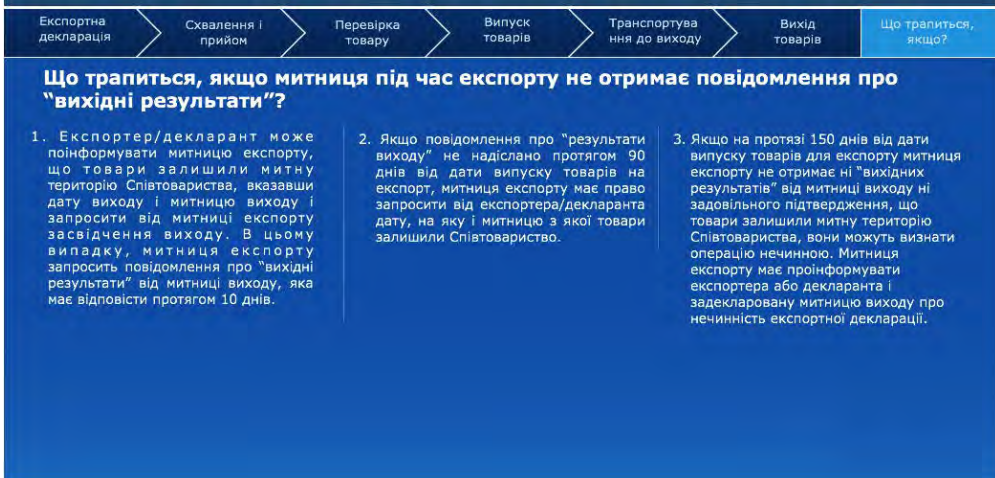 Експортна
декларація
Схвалення і
прийом
Перевірка
товару
Випуск
товарів
Транспортува
ння до виходу
Вихід
товарів
Що трапиться,
якщо?
Що трапиться, якщо митниця під час експорту не отримає повідомлення про
“вихідні результати”?
1. Експортер/декларант може
поінформувати митницю експорту,
що товари залишили митну
територію Співтовариства, вказавши
дату виходу і митницю виходу і
запросити від митниці експорту
засвідчення виходу. В цьому
випадку, митниця експорту
запросить повідомлення про “вихідні
результати” від митниці виходу, яка
має відповісти протягом 10 днів.
2. Якщо повідомлення про “результати
виходу” не надіслано протягом 90
днів від дати випуску товарів на
експорт, митниця експорту має право
запросити від експортера/декларанта
дату, на яку і митницю з якої товари
залишили Співтовариство.
3. Якщо на протязі 150 днів від дати
випуску товарів для експорту митниця
експорту не отримає ні “вихідних
результатів” від митниці виходу ні
задовільного підтвердження, що
товари залишили митну територію
Співтовариства, вони можуть визнати
операцію нечинною. Митниця
експорту має проінформувати
експортера або декларанта і
задекларовану митницю виходу про
нечинність експортної декларації.